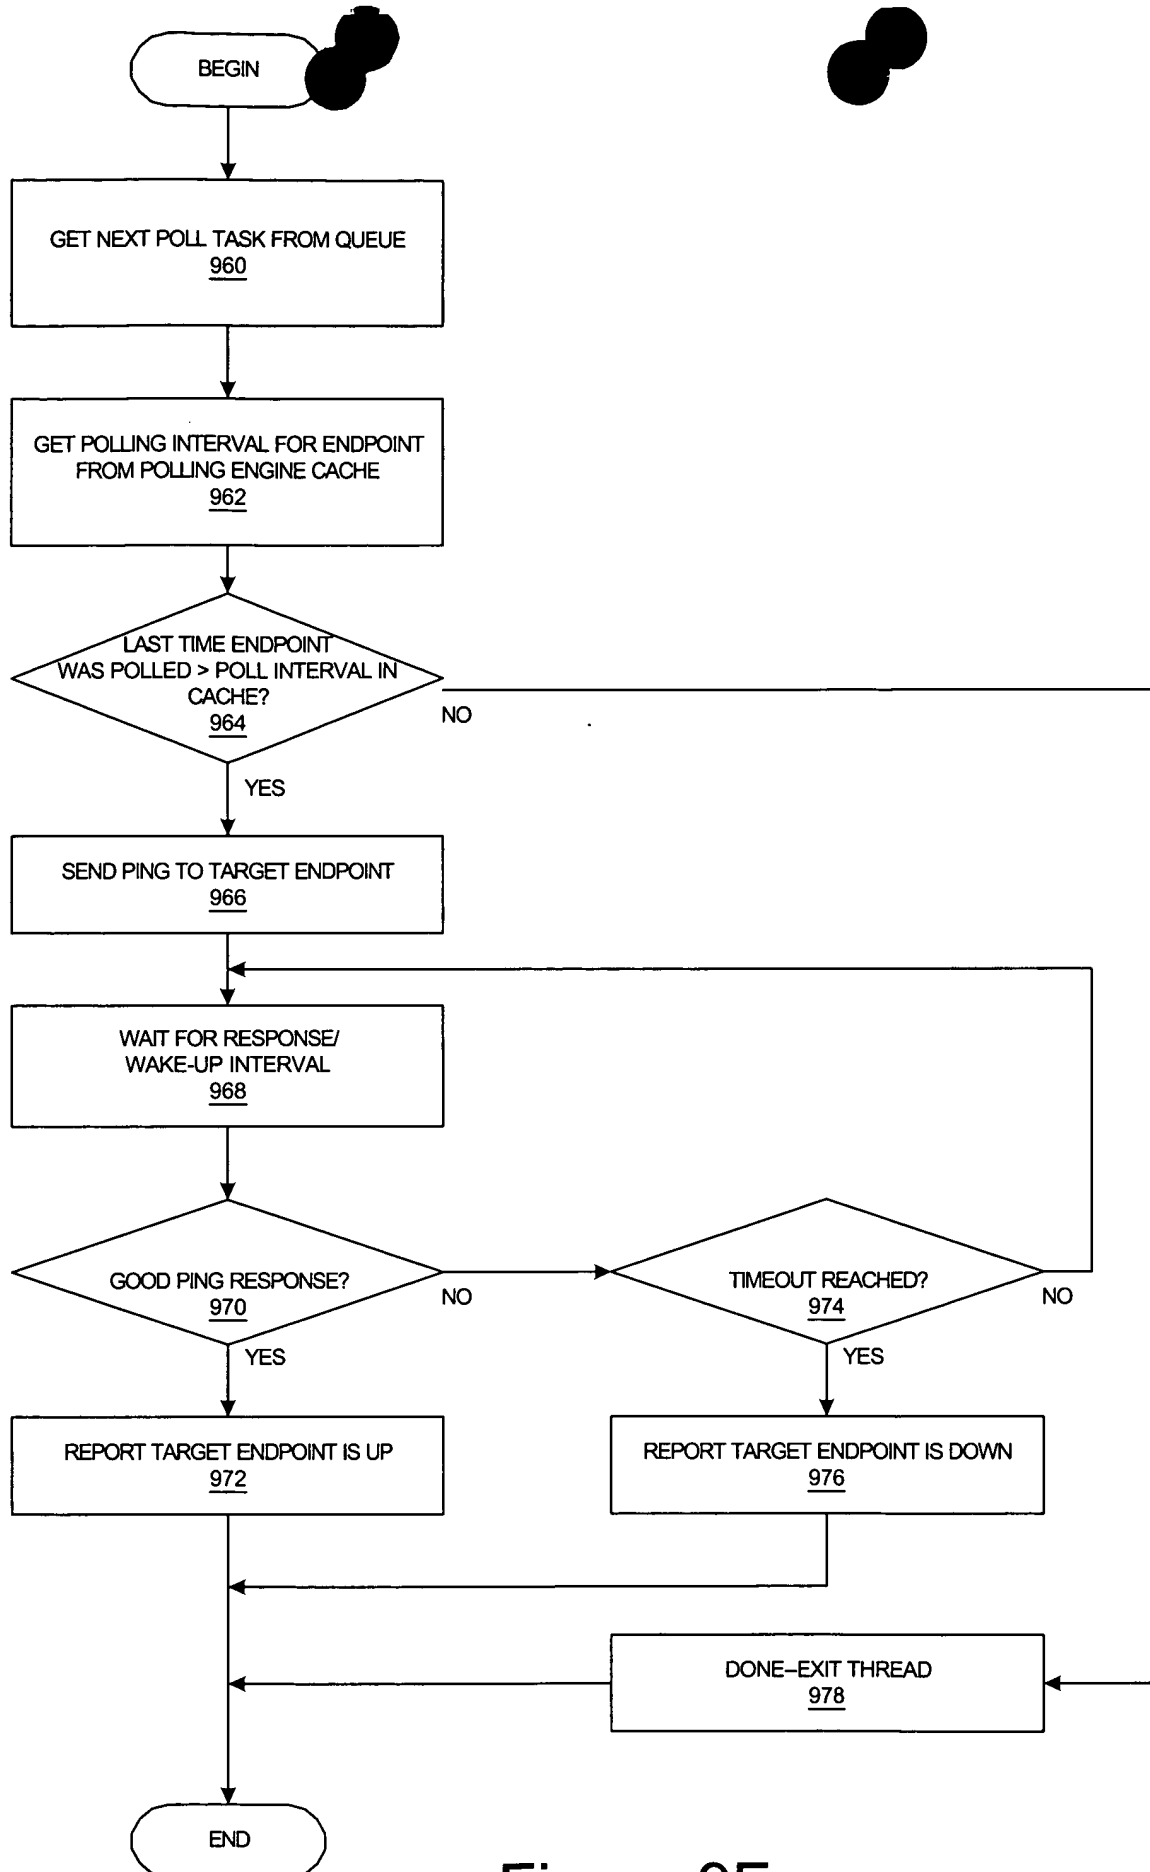 BEGIN
GET NEXT POLL TASK FROM QUEUE
960
GET POLLING INTERVAL FOR ENDPOINT
FROM POLLING ENGINE CACHE
962
LAST TIME ENDPOINT
WAS POLLED > POLL INTERVAL IN
CACHE?
964
NO
YES
SEND PING TO TARGET ENDPOINT
966
WAIT FOR RESPONSE/
WAKE-UP INTERVAL
968
GOOD PING RESPONSE?
970
NO
YES
TIMEOUT REACHED?
974
NO
YES
REPORT TARGET ENDPOINT IS UP
972
REPORT TARGET ENDPOINT IS DOWN
976
DONE–EXIT THREAD
978
END